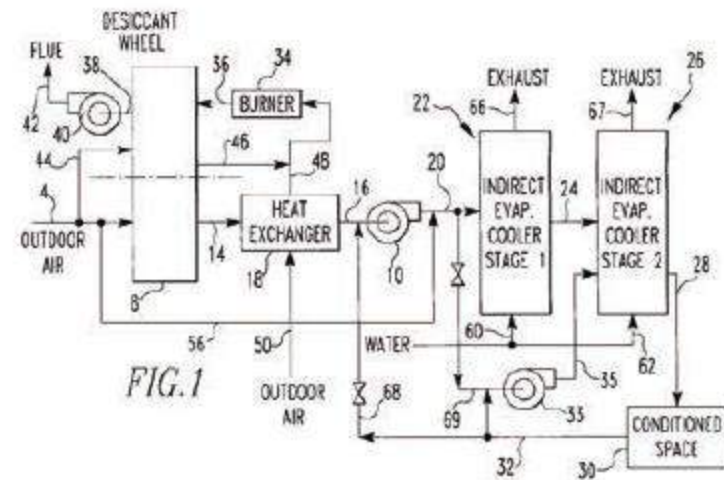 DESICCANT
WHEEL
FLUE
38
36
34
BURNER
42
40
44
46
48
4
OUTDOOR
AIR
14
HEAT
EXCHANGER
18
16
10
20
22
EXHAUST
66
INDIRECT
EVAP.
COOLER
STAGE 1
24
EXHAUST
67
26
INDIRECT
EVAP.
COOLER
STAGE 2
28
8
56
50
WATER
60
62
35
FIG.1
OUTDOOR
AIR
68
69
33
32
CONDITIONED
SPACE
30